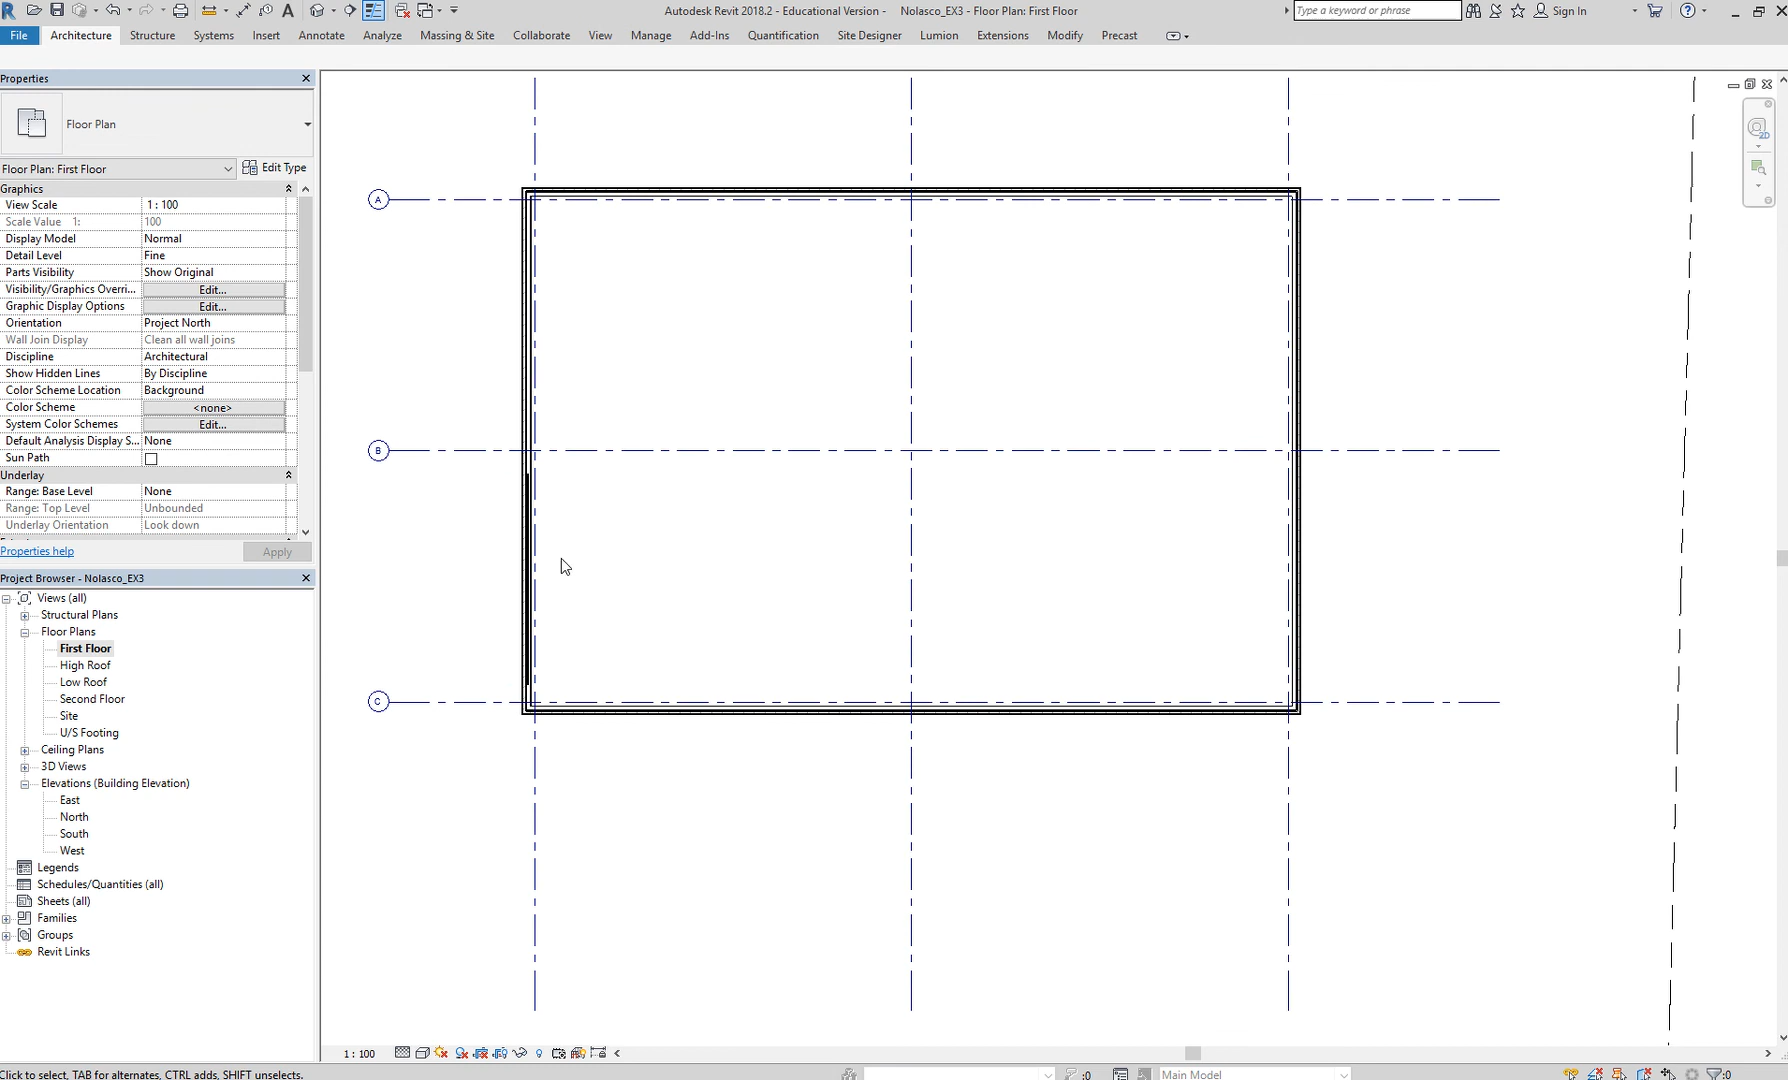 Autodesk Revit 2018.2 - Educational Version - Nolasco_EX3 - Floor Plan: First Floor
Type a keyword or phrase
Sign In
File Architecture Structure Systems Insert Annotate Analyze Massing & Site Collaborate View Manage Add-Ins Quantification Site Designer Lumion Extensions Modify Precast
Properties
Floor Plan
Floor Plan: First Floor Edit Type
Graphics
View Scale 1 : 100
Scale Value 1: 100
Display Model Normal
Detail Level Fine
Parts Visibility Show Original
Visibility/Graphics Overri... Edit...
Graphic Display Options Edit...
Orientation Project North
Wall Join Display Clean all wall joins
Discipline Architectural
Show Hidden Lines By Discipline
Color Scheme Location Background
Color Scheme <none>
System Color Schemes Edit...
Default Analysis Display S... None
Sun Path
Underlay
Range: Base Level None
Range: Top Level Unbounded
Underlay Orientation Look down
Properties help Apply
Project Browser - Nolasco_EX3
Views (all)
Structural Plans
Floor Plans
First Floor
High Roof
Low Roof
Second Floor
Site
U/S Footing
Ceiling Plans
3D Views
Elevations (Building Elevation)
East
North
South
West
Legends
Schedules/Quantities (all)
Sheets (all)
Families
Groups
Revit Links
A
B
C
2D
1 : 100
Click to select, TAB for alternates, CTRL adds, SHIFT unselects.
:0
Main Model
:0